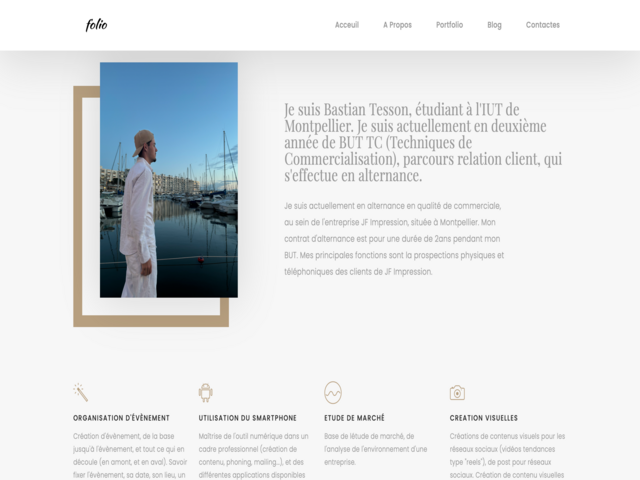 folio
Acceuil A Propos Portfolio Blog Contactes
Je suis Bastian Tesson, étudiant à l'IUT de
Montpellier. Je suis actuellement en deuxième
année de BUT TC (Techniques de
Commercialisation), parcours relation client, qui
s'effectue en alternance.
Je suis actuellement en alternance en qualité de commerciale,
au sein de l'entreprise JF Impression, située à Montpellier. Mon
contrat d'alternance est pour une durée de 2ans pendant mon
BUT. Mes principales fonctions sont la prospections physiques et
téléphoniques des clients de JF Impression.
ORGANISATION D'ÉVÈNEMENT
Création d'évènement, de la base
jusqu'à l'évènement, et tout ce qui en
découle (en amont, et en aval). Savoir
fixer l'évènement, sa date, son lieu, un
UTILISATION DU SMARTPHONE
Maîtrise de l'outil numérique dans un
cadre professionnel (création de
contenu, phoning, mailing...), et des
différentes applications disponibles
ETUDE DE MARCHÉ
Base de létude de marché, de
l'analyse de l'environnement d'une
entreprise.
CREATION VISUELLES
Créations de contenus visuels pour les
réseaux sociaux (vidéos tendances
type "reels"), de post pour réseaux
sociaux. Création de contenu visuelles